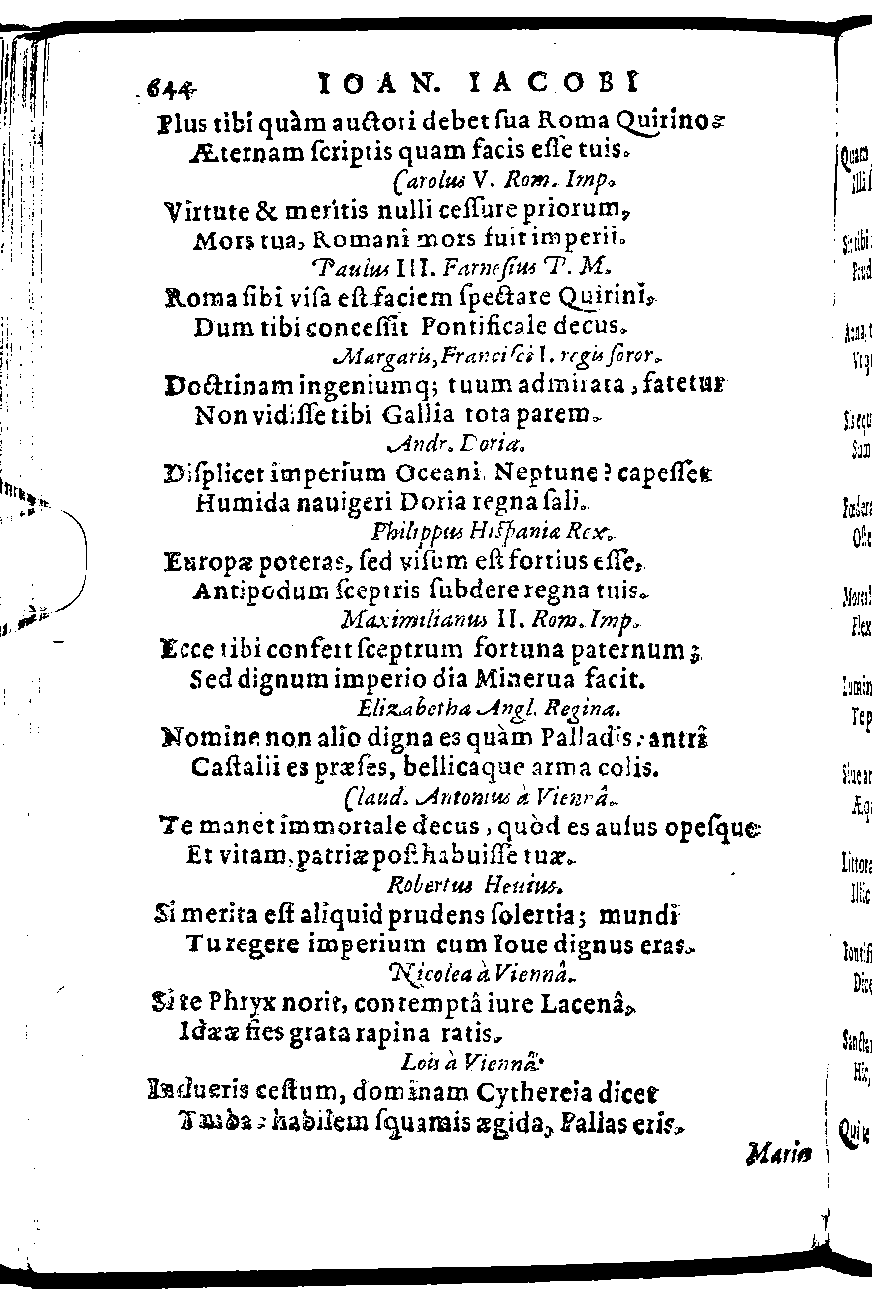 644 IOAN. IACOBI
Plus tibi quàm auctori debet ſua Roma Quirino:
Æternam ſcriptis quam facis eſſe tuis.
Carolus V. Rom. Imp.
Virtute & meritis nulli ceſſure priorum,
Mors tua, Romani mors fuit imperii.
Paulus III. Farneſius T. M.
Roma ſibi viſa eſt faciem ſpectare Quirini,
Dum tibi conceſſit Pontificale decus.
Margaris, Franciſci I. regis ſoror.
Doctrinam ingeniumq; tuum admirata, fatetur
Non vidiſſe tibi Gallia tota parem.
Andr. Doria.
Diſplicet imperium Oceani Neptune? capeſſet
Humida nauigeri Doria regna ſali.
Philippus Hiſpania Rex.
Europæ poteras, ſed viſum eſt fortius eſſe,
Antipodum ſceptris ſubdere regna tuis.
Maximilianus II. Rom. Imp.
Ecce tibi confert ſceptrum fortuna paternum;
Sed dignum imperio dia Minerua facit.
Elizabetha Angl. Regina.
Nomine non alio digna es quàm Palladis: antri
Caſtalii es præſes, bellicaque arma colis.
Claud. Antonius à Viennâ.
Te manet immortale decus, quòd es auſus opeſque
Et vitam, patriæ poſthabuiſſe tuæ.
Robertus Heuius.
Si merita eſt aliquid prudens ſolertia; mundi
Tu regere imperium cum Ioue dignus eras.
Nicolea à Viennâ.
Si te Phryx norit, contemptâ iure Lacenâ,
Idææ fies grata rapina ratis.
Lois à Viennâ.
Indueris ceſtum, dominam Cythereia dicet
Turba: habilem ſquamis ægida, Pallas eris.
Maria